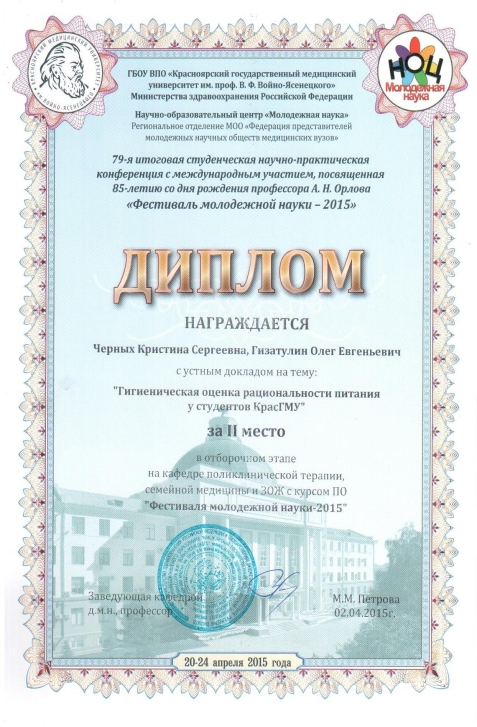 КРАСНОЯРСКИЙ МЕДИЦИНСКИЙ УНИВЕРСИТЕТ
НОЦ
Молодежная
наука
ГБОУ ВПО «Красноярский государственный медицинский
университет им. проф. В. Ф. Войно-Ясенецкого»
Министерства здравоохранения Российской Федерации
Научно-образовательный центр «Молодежная наука»
Региональное отделение МОО «Федерация представителей
молодежных научных обществ медицинских вузов»
79-я итоговая студенческая научно-практическая
конференция с международным участием, посвященная
85-летию со дня рождения профессора А. Н. Орлова
«Фестиваль молодежной науки – 2015»
ДИПЛОМ
НАГРАЖДАЕТСЯ
Черных Кристина Сергеевна, Гизатулин Олег Евгеньевич
с устным докладом на тему:
"Гигиеническая оценка рациональности питания
у студентов КрасГМУ"
за II место
в отборочном этапе
на кафедре поликлинической терапии,
семейной медицины и ЗОЖ с курсом ПО
"Фестиваля молодежной науки-2015"
Заведующая кафедрой
д.м.н., профессор
М.М. Петрова
02.04.2015г.
20-24 апреля 2015 года